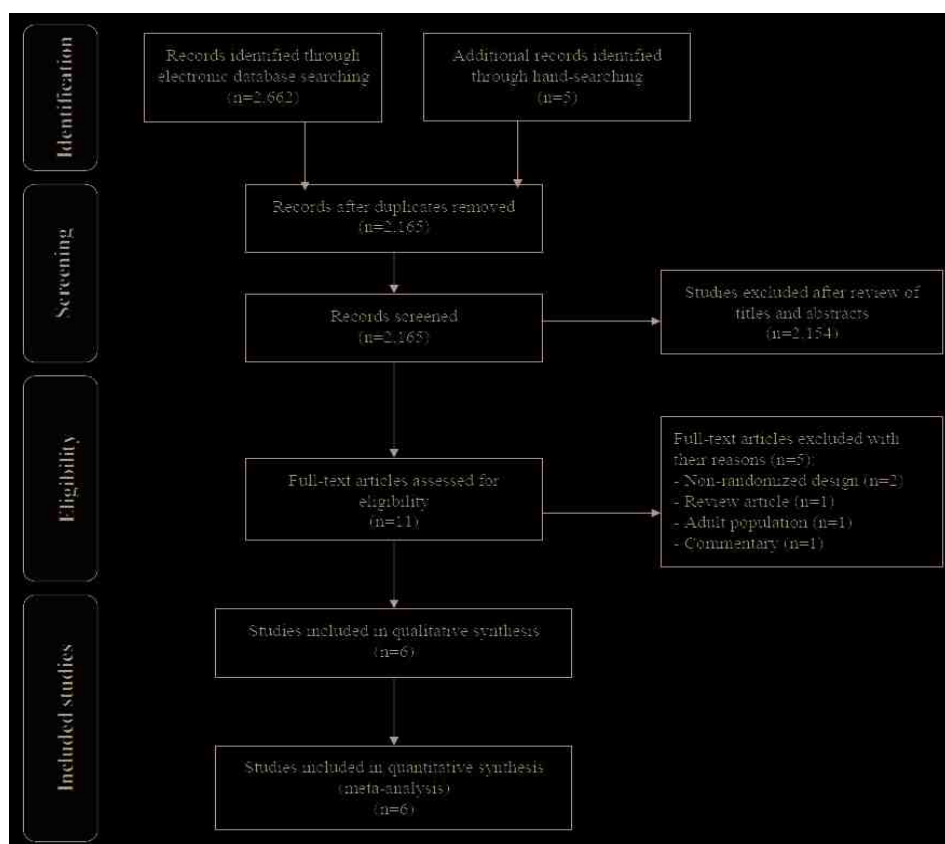 Identification
Records identified through
electronic database searching
(n=2.662)
Additional records identified
through hand-searching
(n=5)
Screening
Records after duplicates removed
(n=2.165)
Records screened
(n=2.165)
Studies excluded after review of
titles and abstracts
(n=2.154)
Eligibility
Full-text articles assessed for
eligibility
(n=11)
Full-text articles excluded with
their reasons (n=5):
- Non-randomized design (n=2)
- Review article (n=1)
- Adult population (n=1)
- Commentary (n=1)
Included studies
Studies included in qualitative synthesis
(n=6)
Studies included in quantitative synthesis
(meta-analysis)
(n=6)